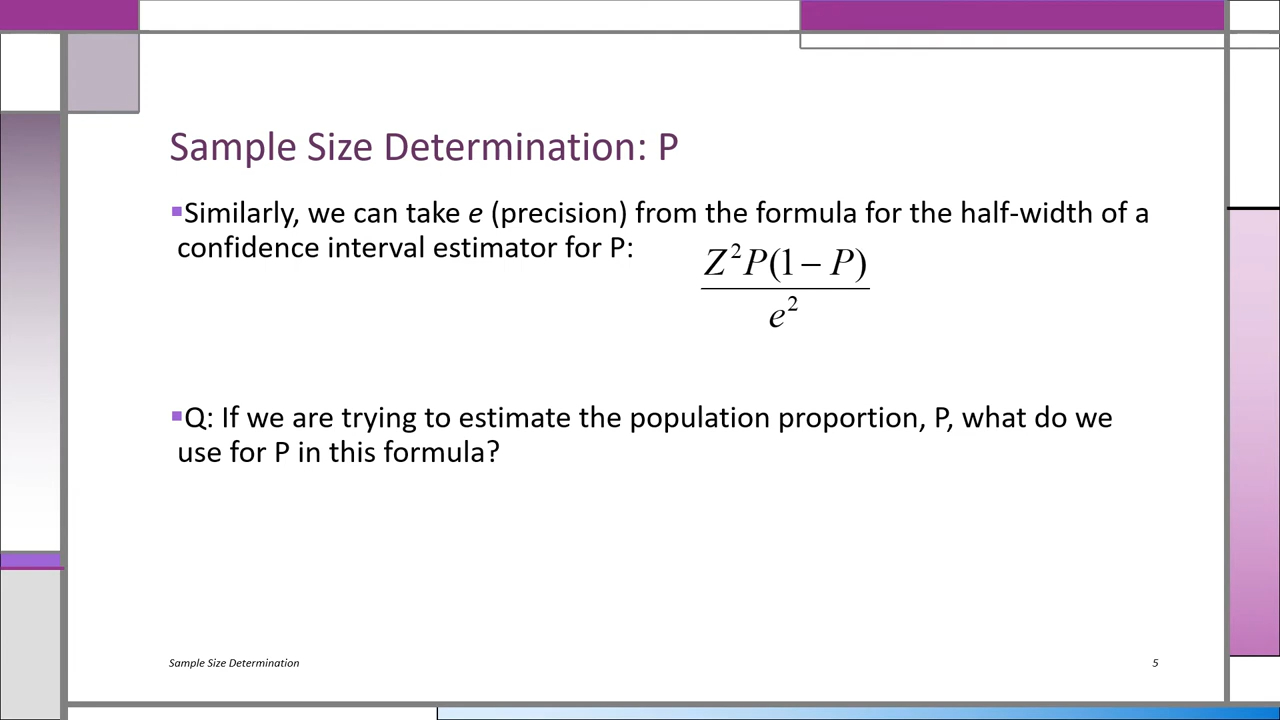 Sample Size Determination: P
▪Similarly, we can take e (precision) from the formula for the half-width of a
confidence interval estimator for P:
Z²P(1 − P)
e²
▪Q: If we are trying to estimate the population proportion, P, what do we
use for P in this formula?
Sample Size Determination
5